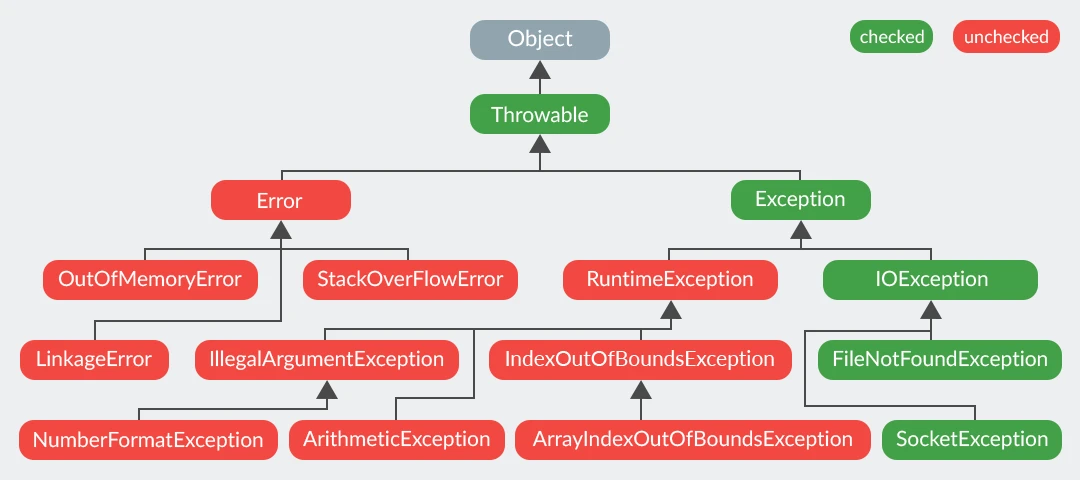 Object
checked
unchecked
Throwable
Error
Exception
OutOfMemoryError
StackOverFlowError
RuntimeException
IOException
LinkageError
IllegalArgumentException
IndexOutOfBoundsException
FileNotFoundException
NumberFormatException
ArithmeticException
ArrayIndexOutOfBoundsException
SocketException